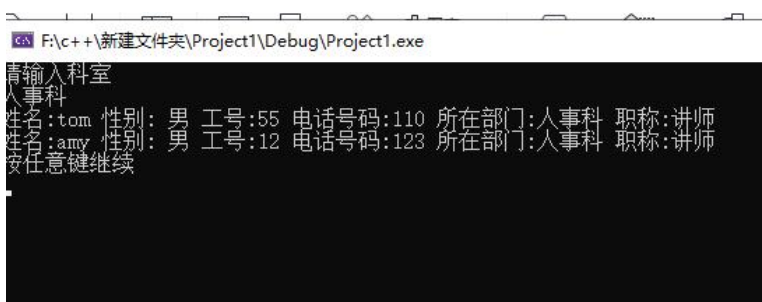 F:\c++\新建文件夹\Project1\Debug\Project1.exe
请输入科室
人事科
姓名:tom 性别: 男 工号:55 电话号码:110 所在部门:人事科 职称:讲师
姓名:amy 性别: 男 工号:12 电话号码:123 所在部门:人事科 职称:讲师
按任意键继续